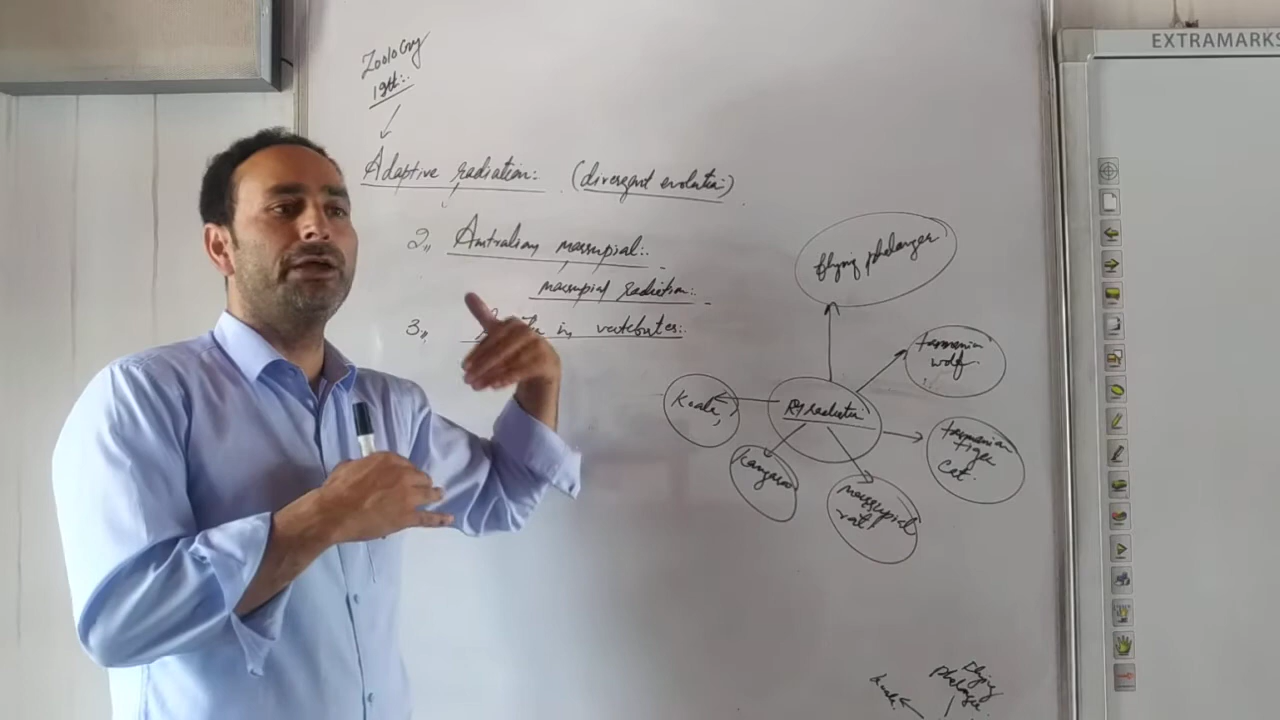 ZooloGy
12th:-
Adaptive radiation:- (divergent evolution)
2,, Australian marsupial:-
marsupial radiation:-
3,, in vertebrates:-
flying phalanger
tasmanian
wolf
tasmanian
tiger
cat.
marsupial
rat
Kangaroo
Koala,
radiation
Flying
phalanger
Koala.
EXTRAMARKS